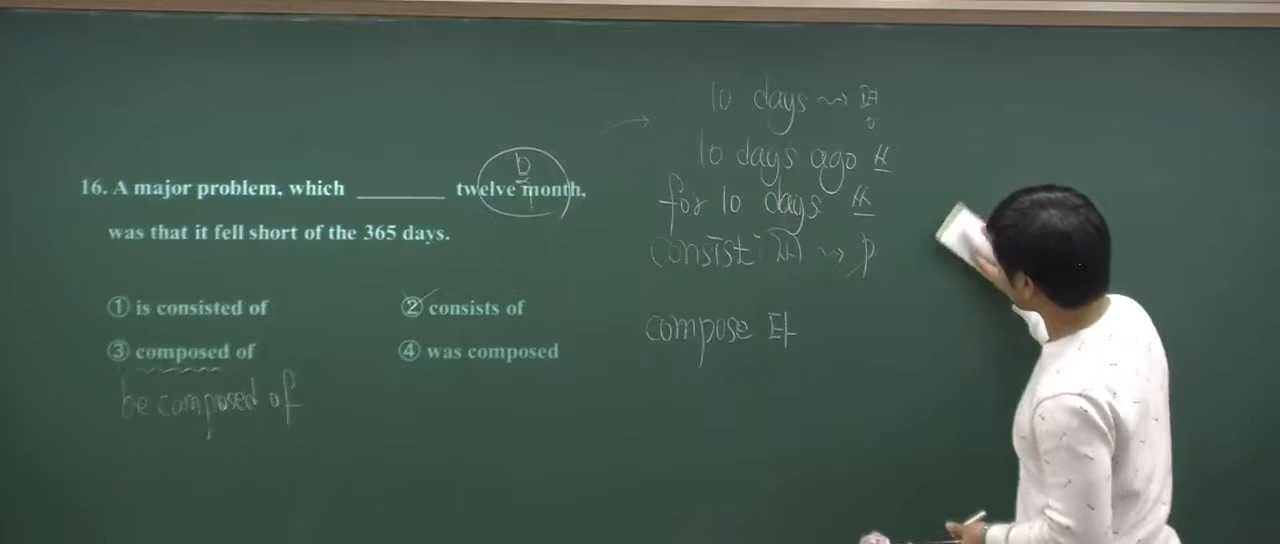 16. A major problem, which ________ twelve month,
was that it fell short of the 365 days.
① is consisted of
② consists of
③ composed of
④ was composed
be composed of
10 days 명
10 days ago
for 10 days
consist
compose 타